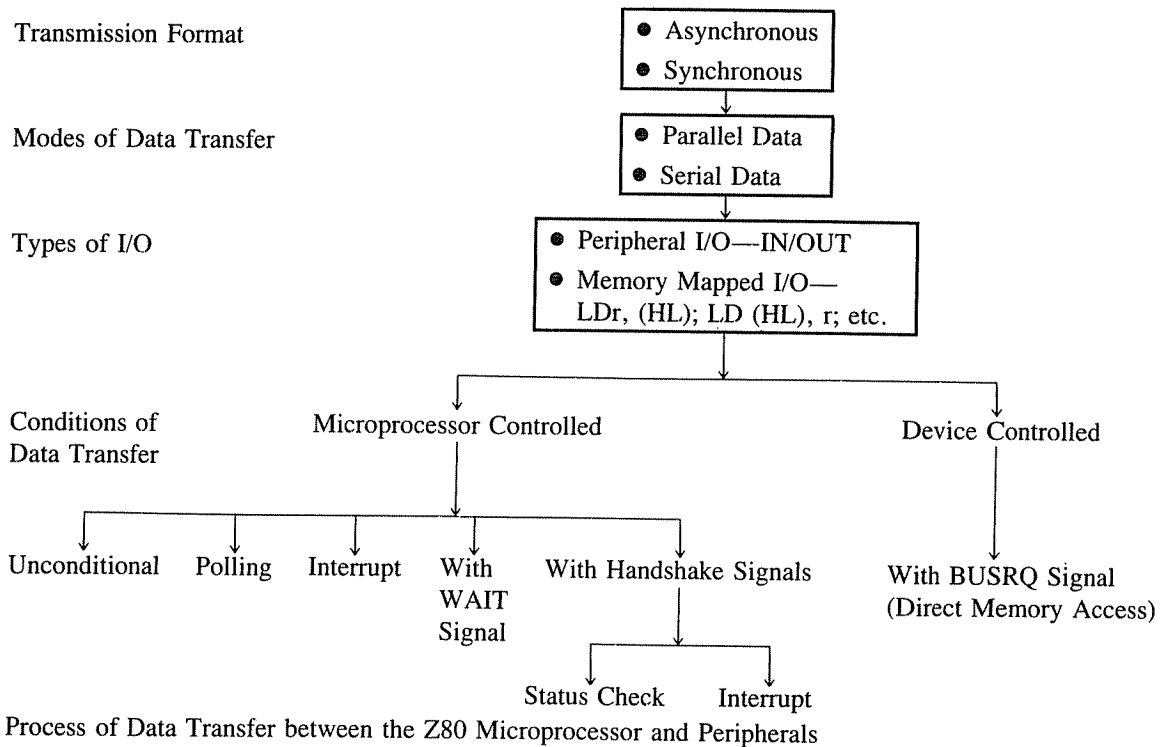 Transmission Format
● Asynchronous
● Synchronous
Modes of Data Transfer
● Parallel Data
● Serial Data
Types of I/O
● Peripheral I/O—IN/OUT
● Memory Mapped I/O—
LDr, (HL); LD (HL), r; etc.
Conditions of
Data Transfer
Microprocessor Controlled
Device Controlled
Unconditional
Polling
Interrupt
With
WAIT
Signal
With Handshake Signals
With BUSRQ Signal
(Direct Memory Access)
Status Check
Interrupt
Process of Data Transfer between the Z80 Microprocessor and Peripherals